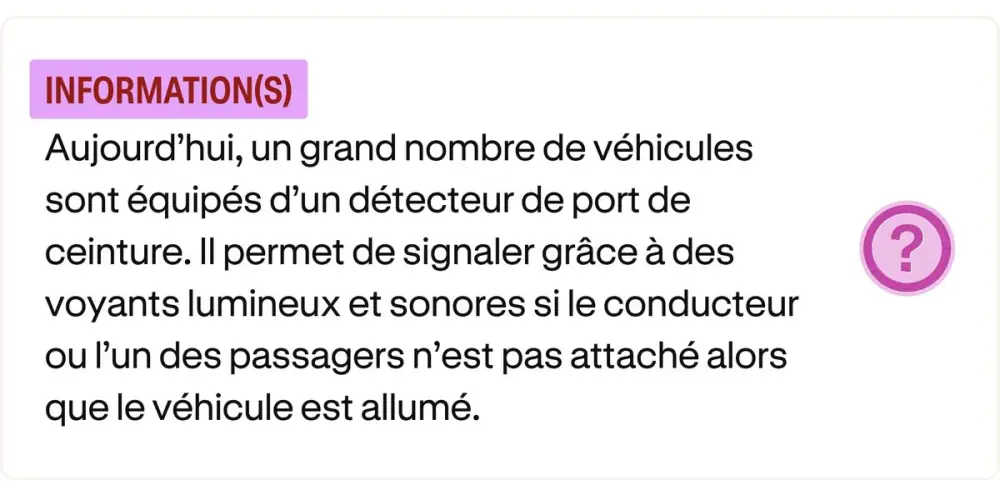 INFORMATION(S)
Aujourd’hui, un grand nombre de véhicules
sont équipés d’un détecteur de port de
ceinture. Il permet de signaler grâce à des
voyants lumineux et sonores si le conducteur
ou l’un des passagers n’est pas attaché alors
que le véhicule est allumé.
?